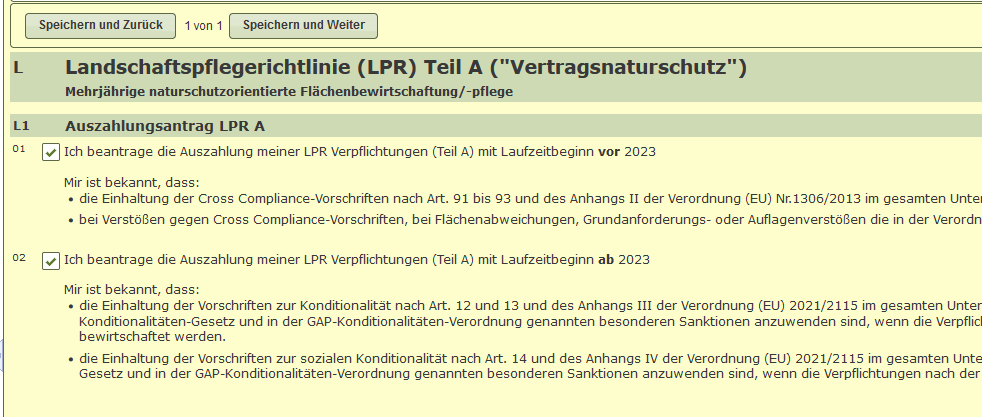 Speichern und Zurück 1 von 1 Speichern und Weiter
L Landschaftspflegerichtlinie (LPR) Teil A ("Vertragsnaturschutz")
Mehrjährige naturschutzorientierte Flächenbewirtschaftung/-pflege
L1 Auszahlungsantrag LPR A
01 Ich beantrage die Auszahlung meiner LPR Verpflichtungen (Teil A) mit Laufzeitbeginn vor 2023
Mir ist bekannt, dass:
• die Einhaltung der Cross Compliance-Vorschriften nach Art. 91 bis 93 und des Anhangs II der Verordnung (EU) Nr.1306/2013 im gesamten
• bei Verstößen gegen Cross Compliance-Vorschriften, bei Flächenabweichungen, Grundanforderungs- oder Auflagenverstößen die in der
02 Ich beantrage die Auszahlung meiner LPR Verpflichtungen (Teil A) mit Laufzeitbeginn ab 2023
Mir ist bekannt, dass:
• die Einhaltung der Vorschriften zur Konditionalität nach Art. 12 und 13 und des Anhangs III der Verordnung (EU) 2021/2115 im gesamten
Konditionalitäten-Gesetz und in der GAP-Konditionalitäten-Verordnung genannten besonderen Sanktionen anzuwenden sind, wenn die
bewirtschaftet werden.
• die Einhaltung der Vorschriften zur sozialen Konditionalität nach Art. 14 und des Anhangs IV der Verordnung (EU) 2021/2115 im gesamten
Gesetz und in der GAP-Konditionalitäten-Verordnung genannten besonderen Sanktionen anzuwenden sind, wenn die Verpflichtungen nach der